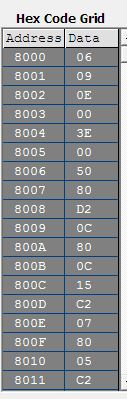 Hex Code Grid
Address Data
8000 06
8001 09
8002 0E
8003 00
8004 3E
8005 00
8006 50
8007 80
8008 D2
8009 0C
800A 80
800B 0C
800C 15
800D C2
800E 07
800F 80
8010 05
8011 C2